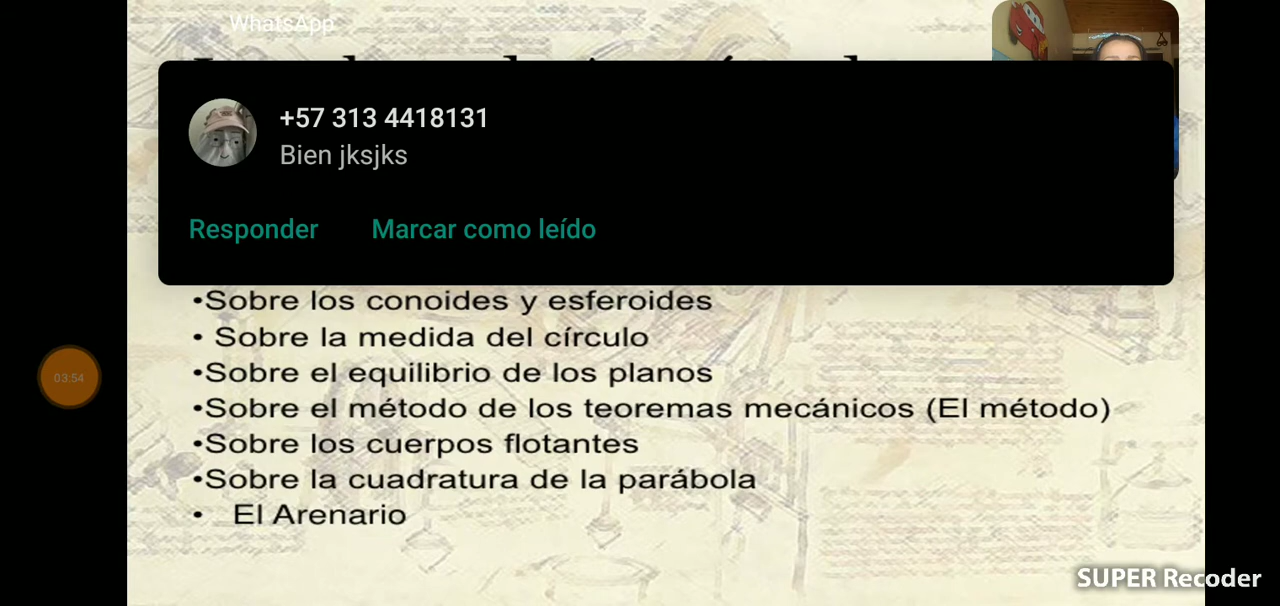 WhatsApp
+57 313 4418131
Bien jksjks
Responder Marcar como leído
•Sobre los conoides y esferoides
• Sobre la medida del círculo
•Sobre el equilibrio de los planos
•Sobre el método de los teoremas mecánicos (El método)
•Sobre los cuerpos flotantes
•Sobre la cuadratura de la parábola
• El Arenario
03:54
SUPER Recoder